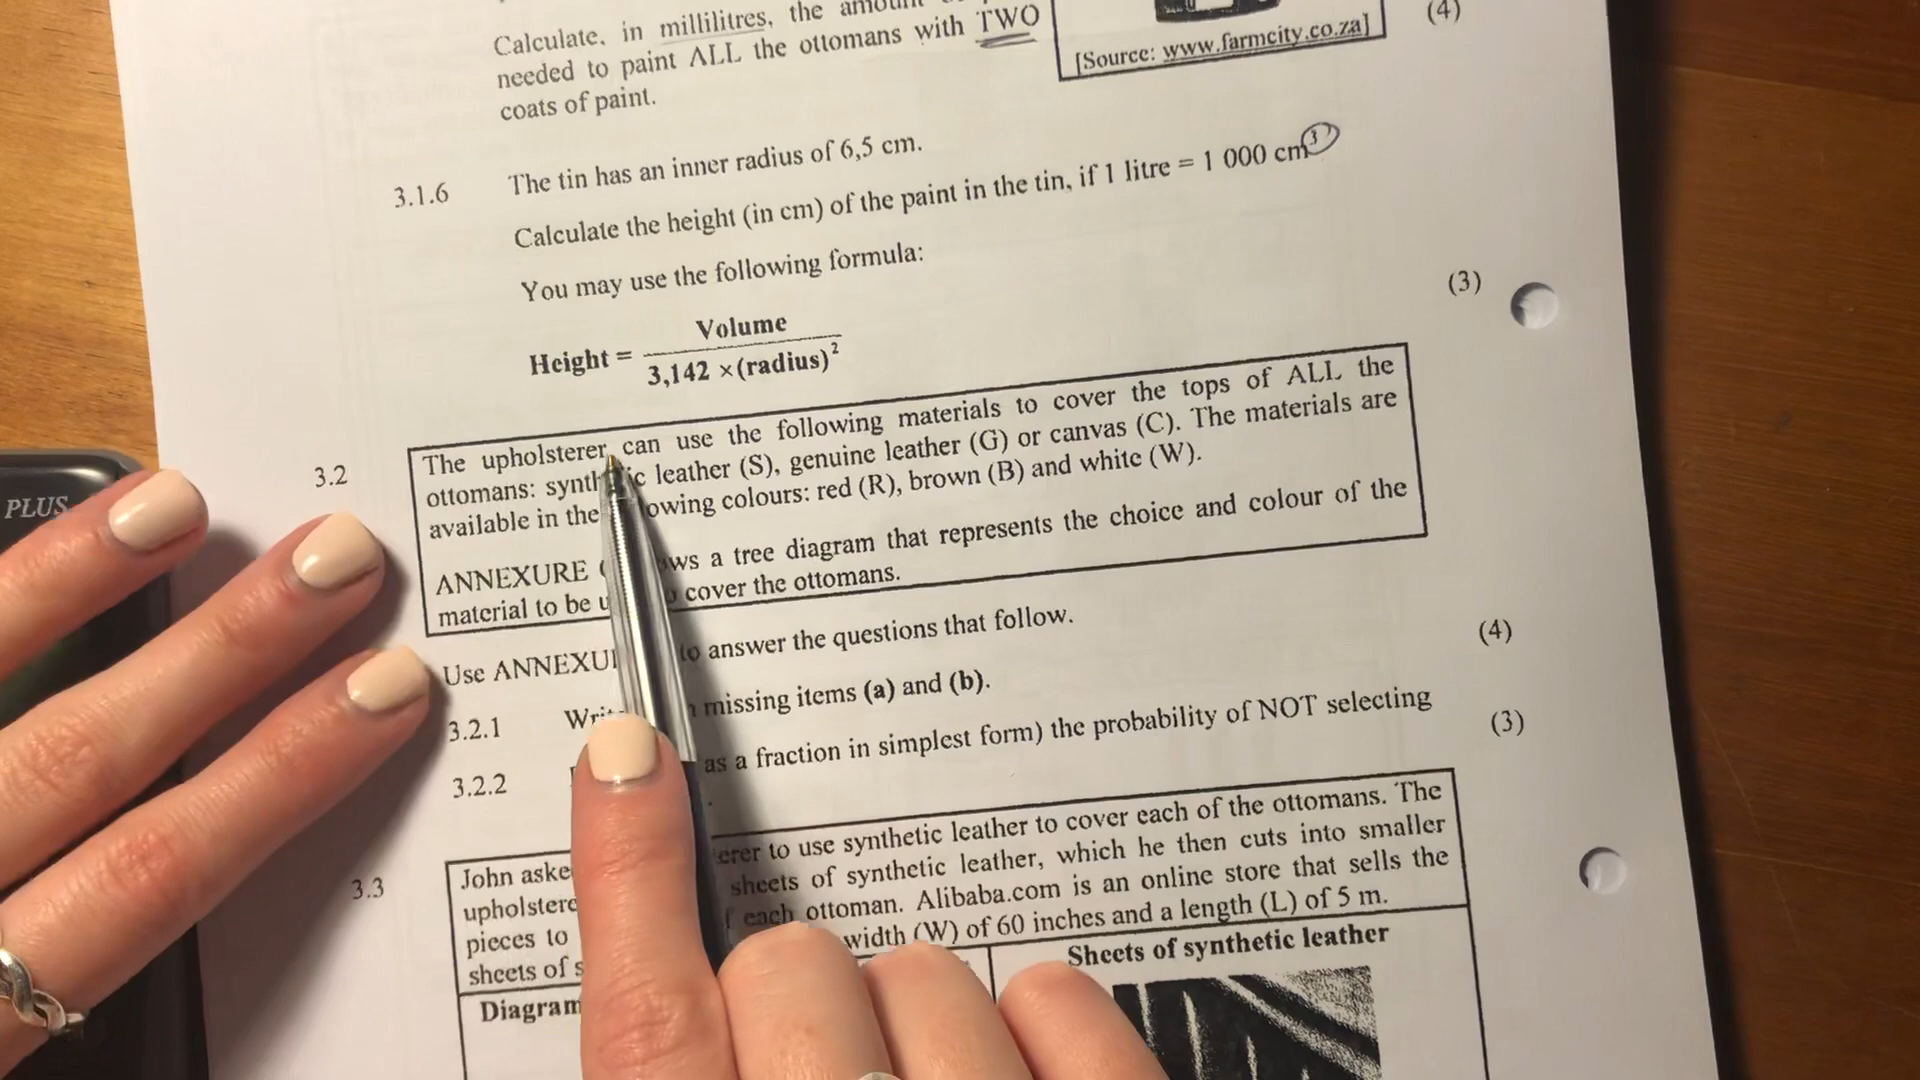 Calculate, in millilitres, the amount
needed to paint ALL the ottomans with TWO
coats of paint.
[Source: www.farmcity.co.za]
(4)
3.1.6 The tin has an inner radius of 6,5 cm.
Calculate the height (in cm) of the paint in the tin, if 1 litre = 1 000 cm³
You may use the following formula:
(3)
Height = Volume
3,142 × (radius)²
3.2 The upholsterer can use the following materials to cover the tops of ALL the
ottomans: synthetic leather (S), genuine leather (G) or canvas (C). The materials are
available in the following colours: red (R), brown (B) and white (W).
ANNEXURE a tree diagram that represents the choice and colour of the
material to be cover the ottomans.
Use to answer the questions that follow.
3.2.1 missing items (a) and (b).
(4)
3.2.2 as a fraction in simplest form) the probability of NOT selecting
(3)
3.3 John to use synthetic leather to cover each of the ottomans. The
sheets of synthetic leather, which he then cuts into smaller
pieces to each ottoman. Alibaba.com is an online store that sells the
sheets of width (W) of 60 inches and a length (L) of 5 m.
Diagram
Sheets of synthetic leather
PLUS